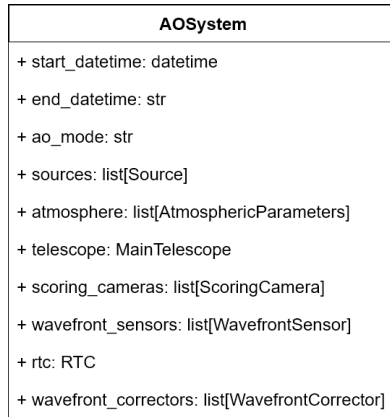 AOSystem
+ start_datetime: datetime
+ end_datetime: str
+ ao_mode: str
+ sources: list[Source]
+ atmosphere: list[AtmosphericParameters]
+ telescope: MainTelescope
+ scoring_cameras: list[ScoringCamera]
+ wavefront_sensors: list[WavefrontSensor]
+ rtc: RTC
+ wavefront_correctors: list[WavefrontCorrector]